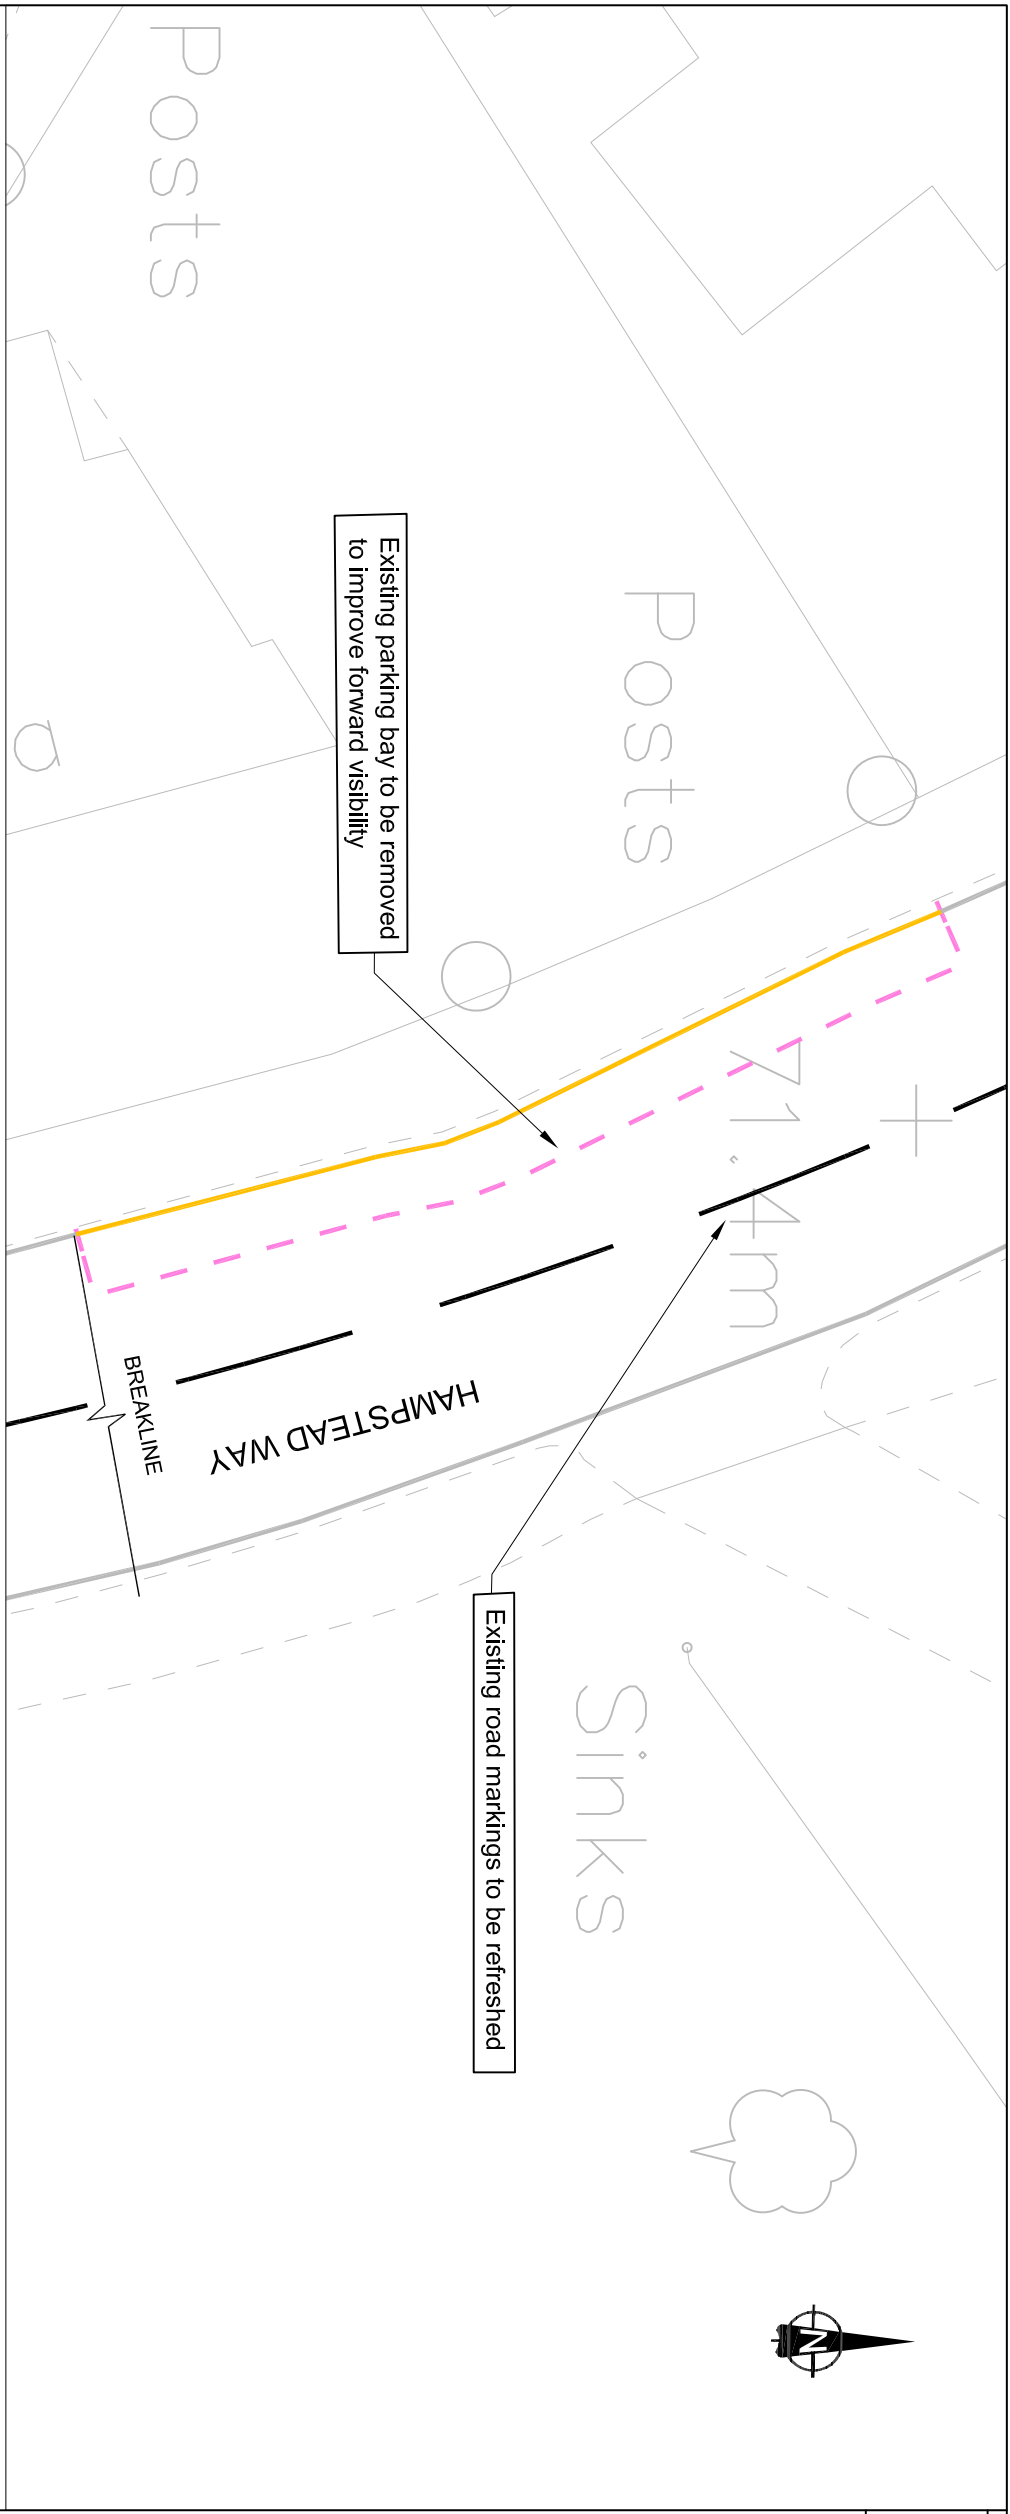 Posts
Posts
Existing parking bay to be removed
to improve forward visibility
71.4m
HAMPSTEAD WAY
BREAKLINE
Existing road markings to be refreshed
Sinks
N